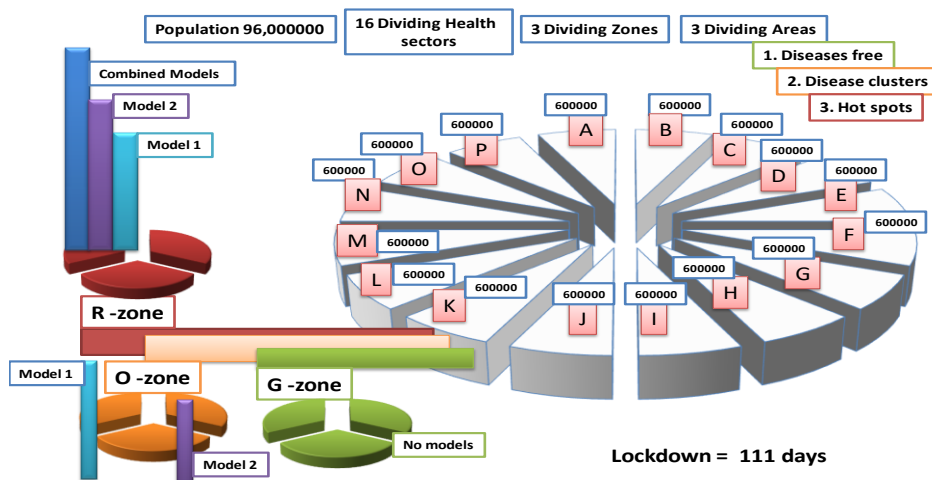 Population 96,000000
16 Dividing Health
sectors
3 Dividing Zones
3 Dividing Areas
1. Diseases free
2. Disease clusters
3. Hot spots
Combined Models
Model 2
Model 1
R -zone
Model 1
O -zone
Model 2
G -zone
No models
600000
A
600000
B
600000
C
600000
D
600000
E
600000
F
600000
G
600000
H
600000
I
600000
J
600000
K
600000
L
600000
M
600000
N
600000
O
600000
P
Lockdown = 111 days